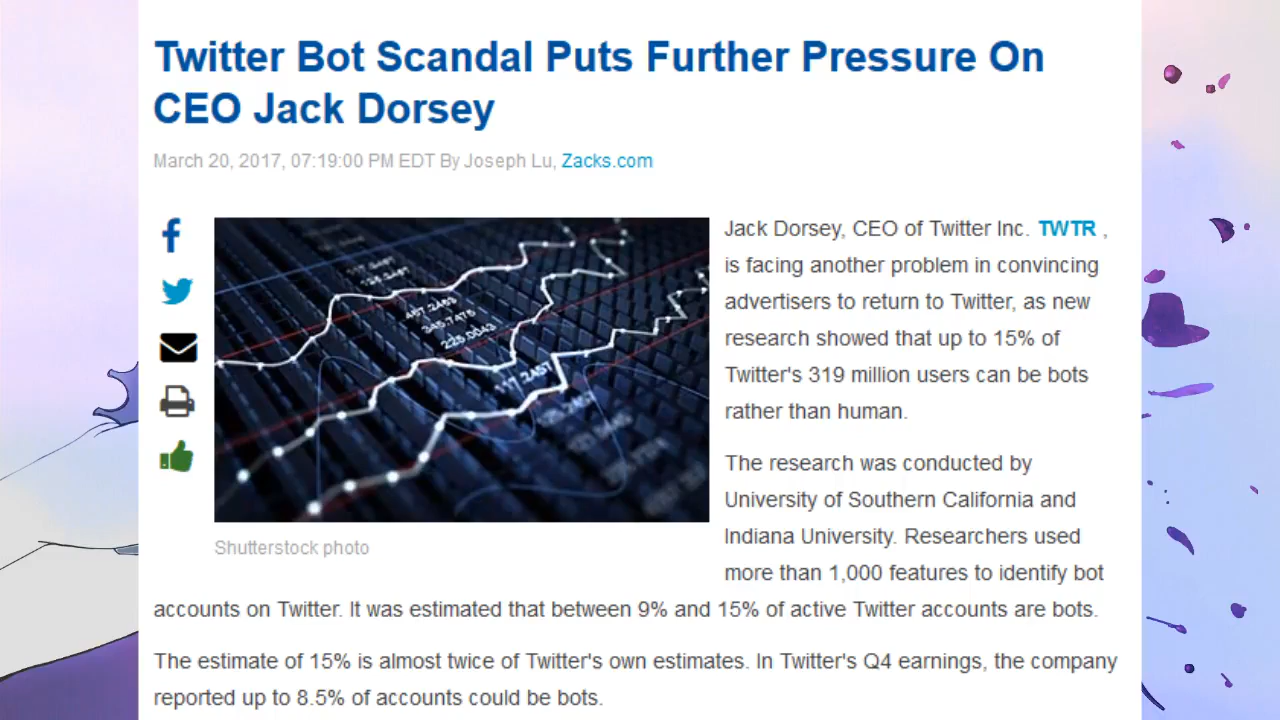 Twitter Bot Scandal Puts Further Pressure On
CEO Jack Dorsey
March 20, 2017, 07:19:00 PM EDT By Joseph Lu, Zacks.com
Jack Dorsey, CEO of Twitter Inc. TWTR ,
is facing another problem in convincing
advertisers to return to Twitter, as new
research showed that up to 15% of
Twitter's 319 million users can be bots
rather than human.
The research was conducted by
University of Southern California and
Indiana University. Researchers used
more than 1,000 features to identify bot
accounts on Twitter. It was estimated that between 9% and 15% of active Twitter accounts are bots.
The estimate of 15% is almost twice of Twitter's own estimates. In Twitter's Q4 earnings, the company
reported up to 8.5% of accounts could be bots.
Shutterstock photo